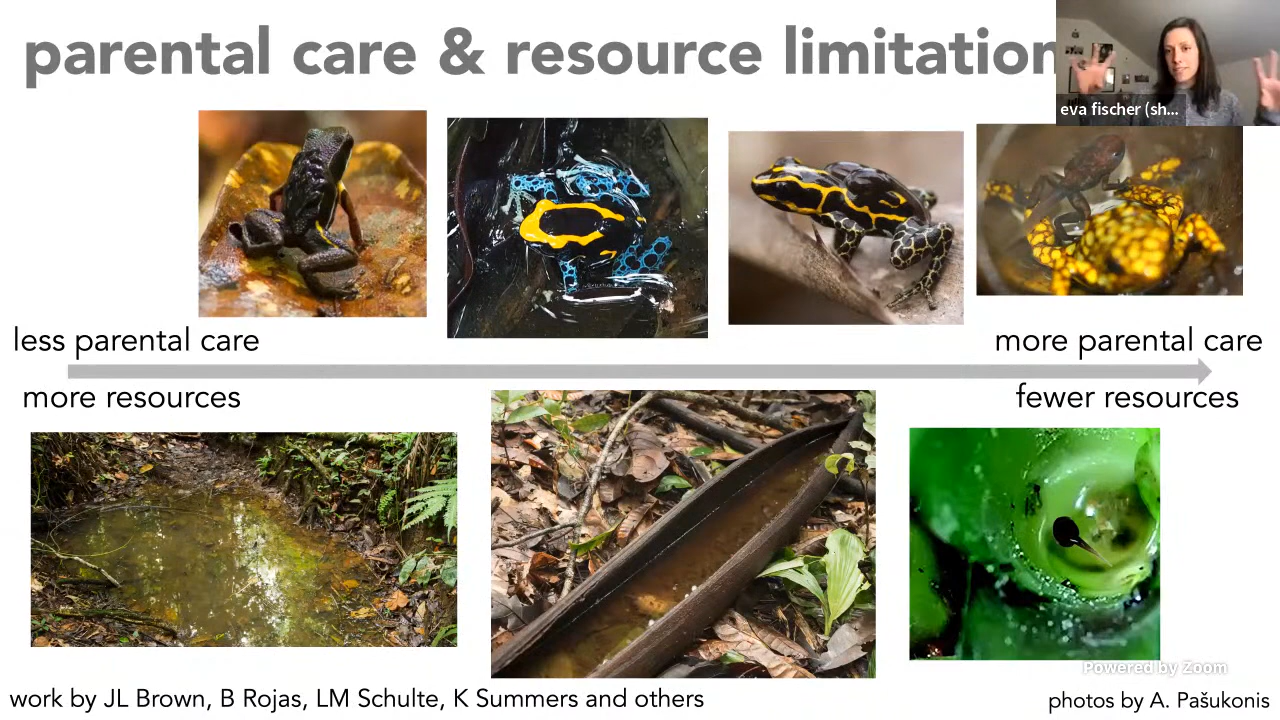 parental care & resource limitation
eva fischer (sh...
less parental care
more parental care
more resources
fewer resources
Powered by Zoom
work by JL Brown, B Rojas, LM Schulte, K Summers and others
photos by A. Pašukonis